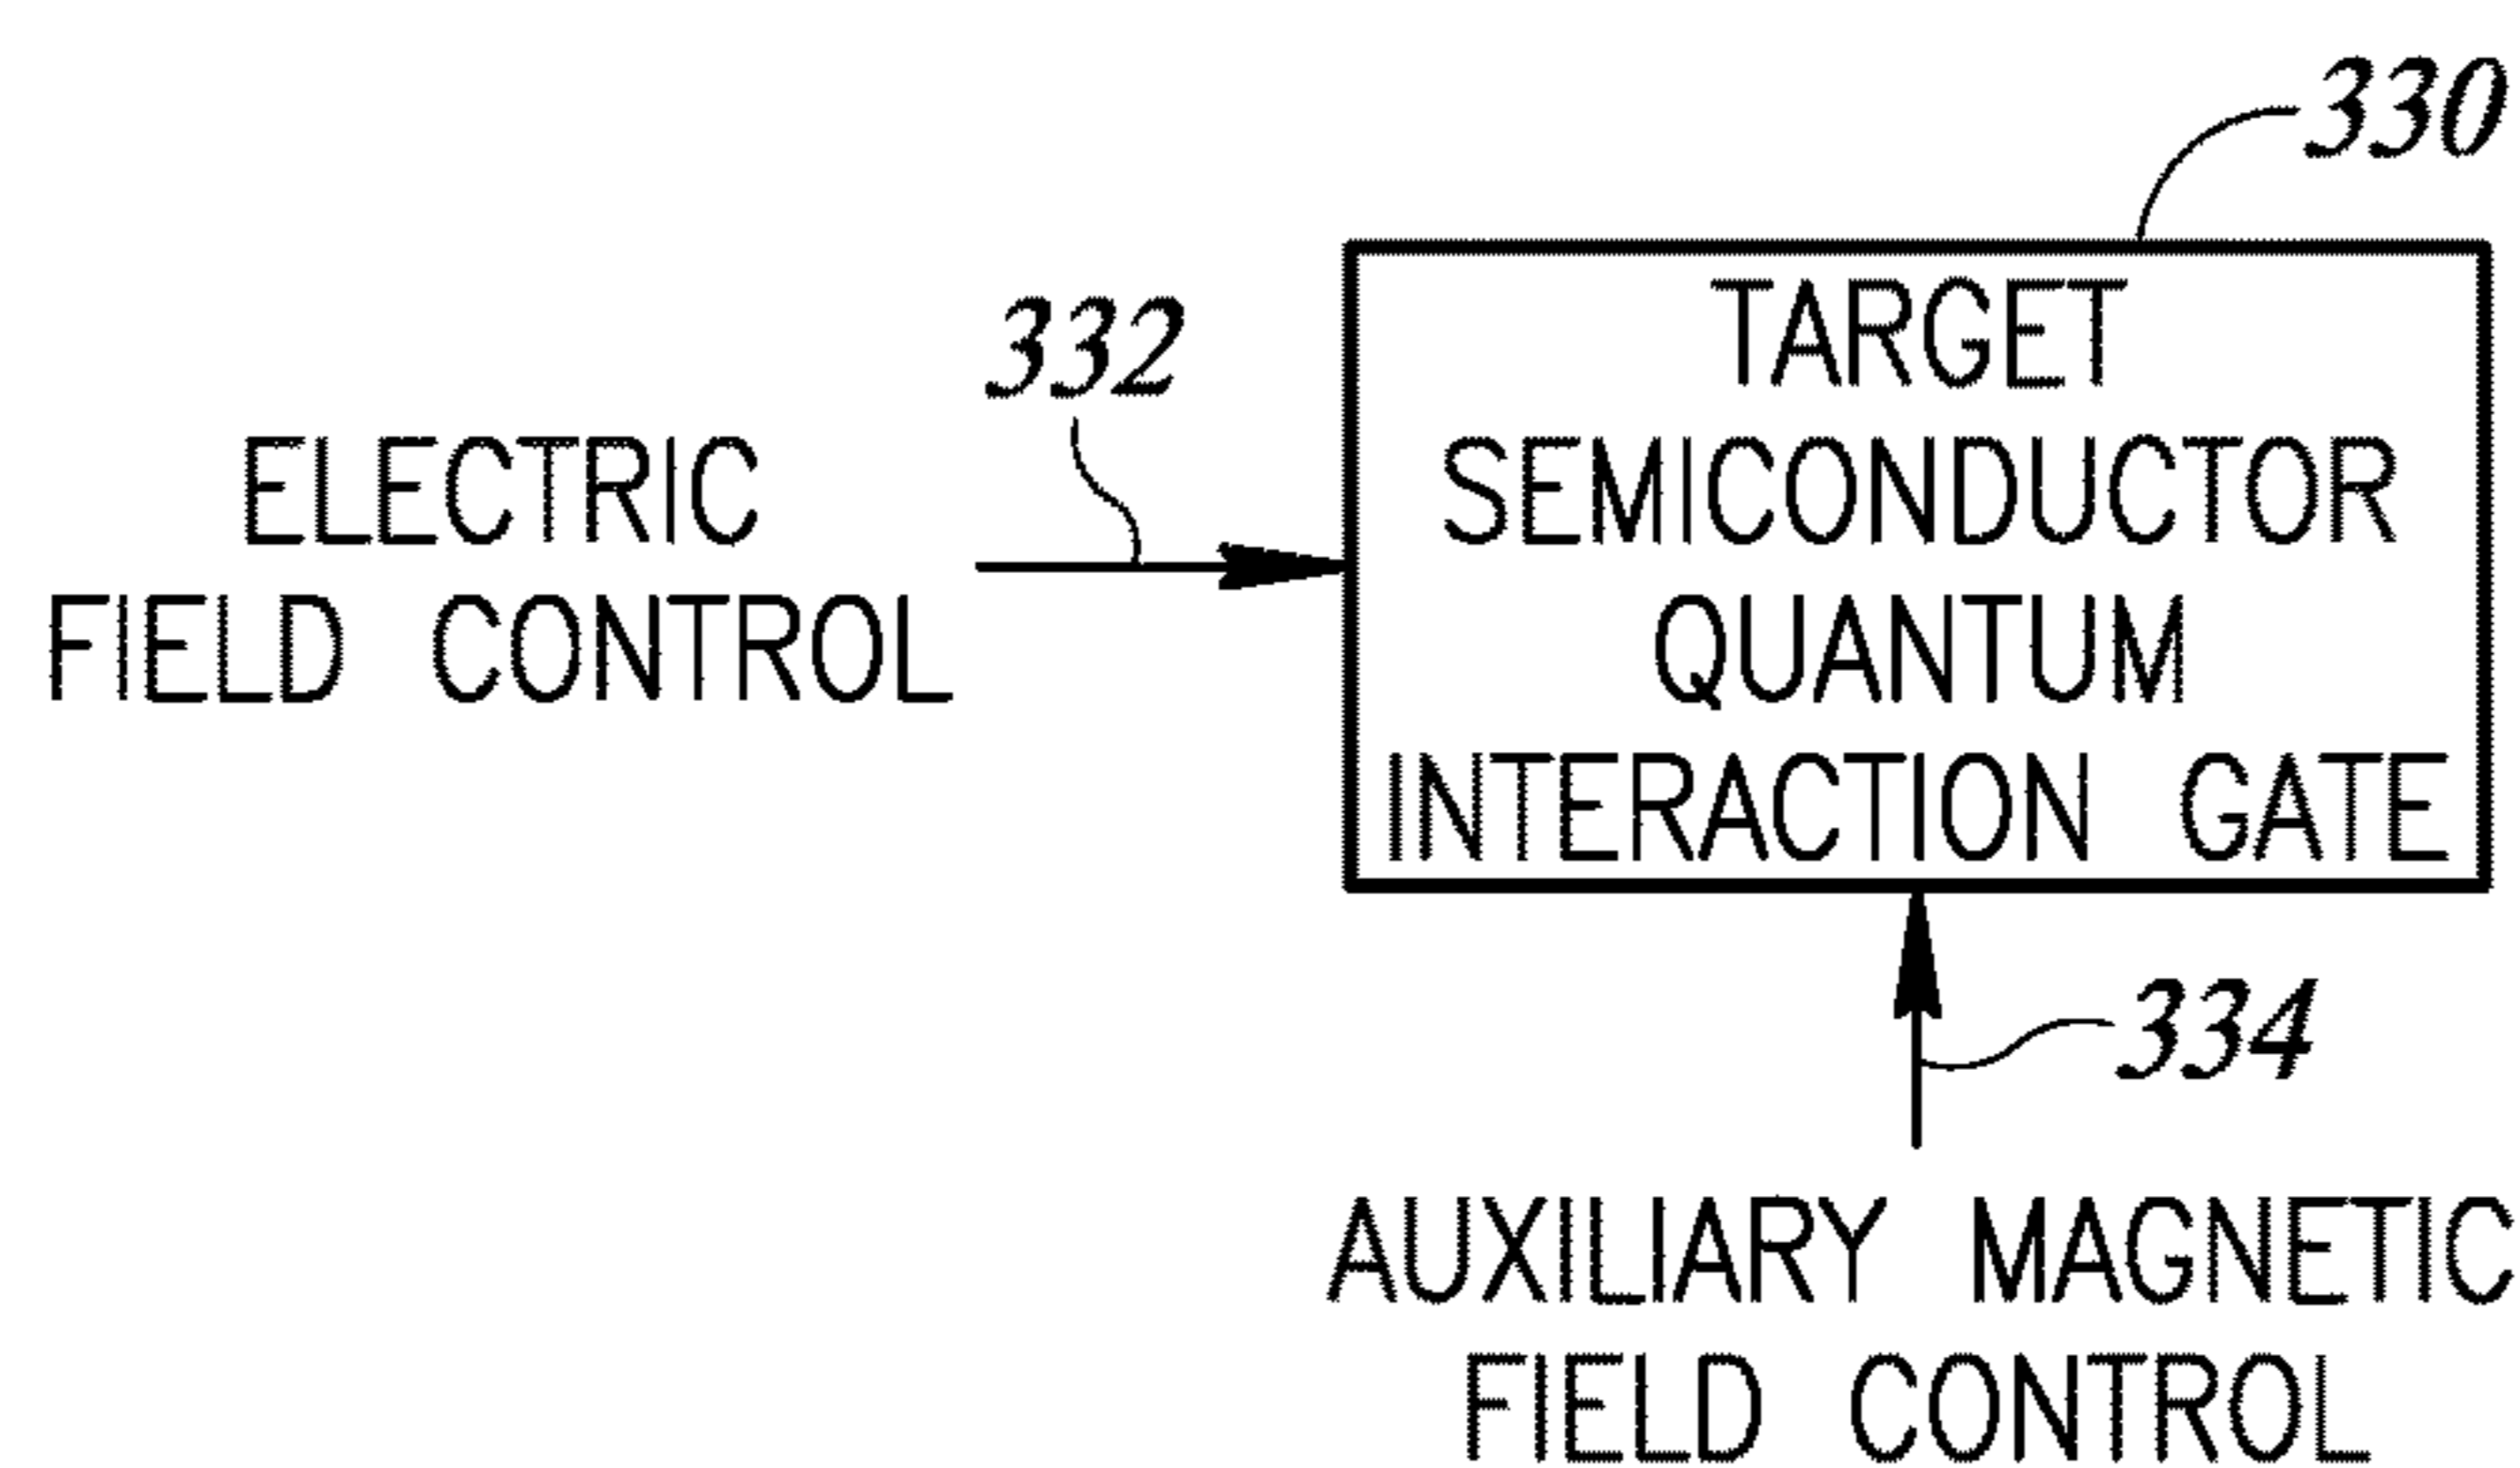 330
332
TARGET
SEMICONDUCTOR
QUANTUM
INTERACTION GATE
ELECTRIC
FIELD CONTROL
334
AUXILIARY MAGNETIC
FIELD CONTROL